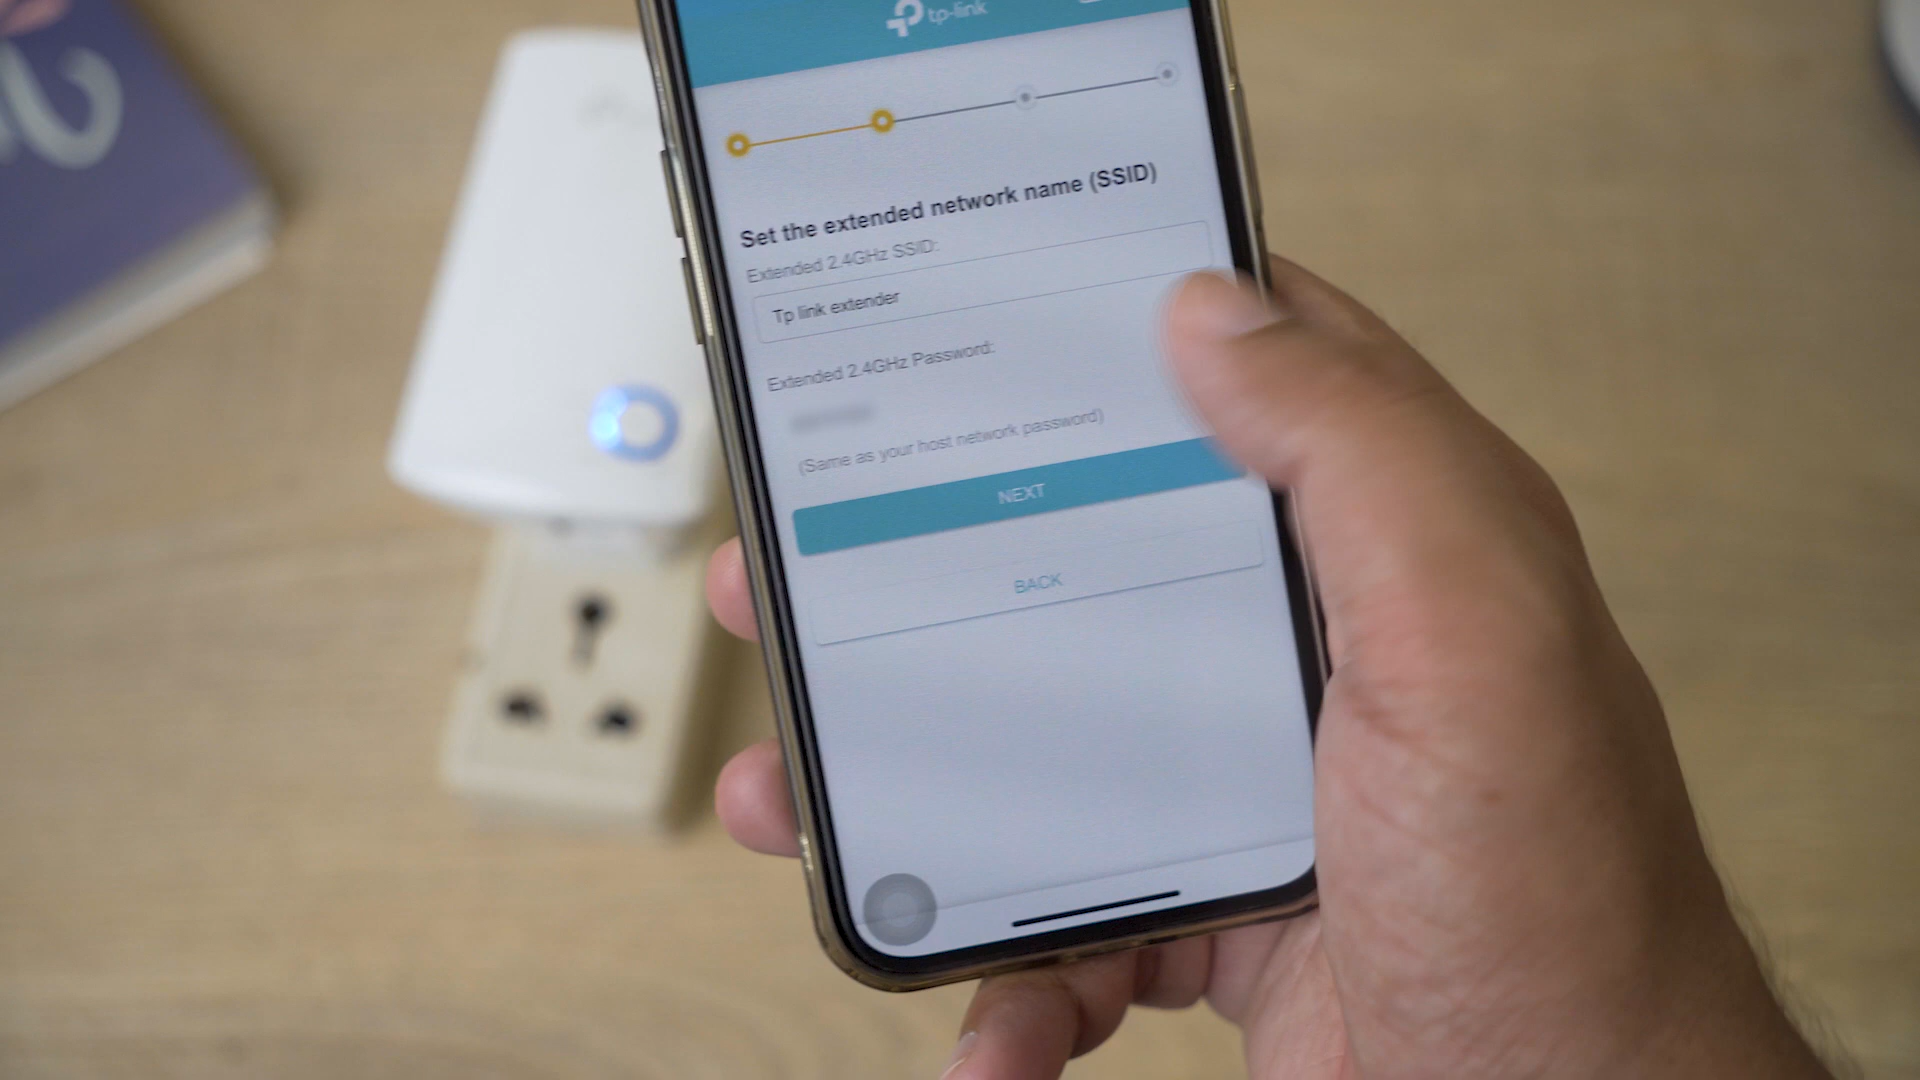 tp-link
Set the extended network name (SSID)
Extended 2.4GHz SSID:
Tp link extender
Extended 2.4GHz Password:
(Same as your host network password)
NEXT
BACK